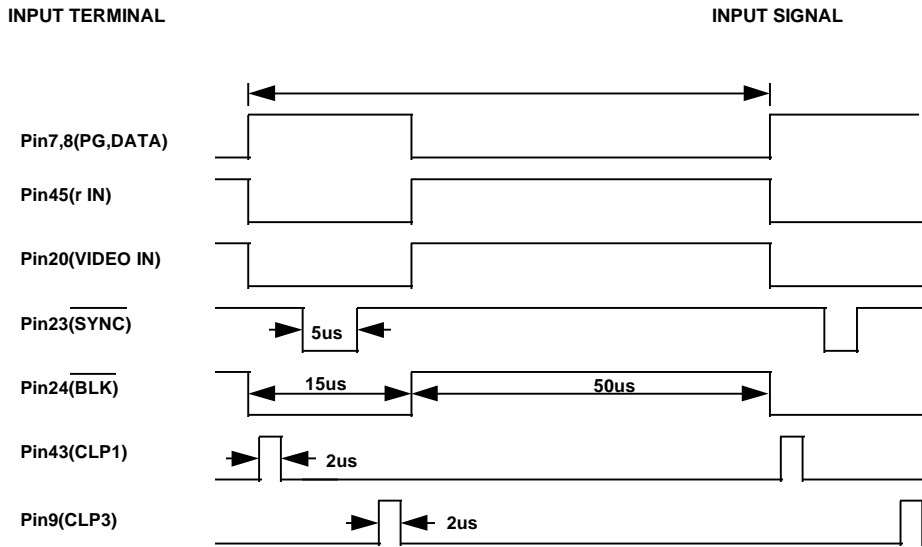 INPUT TERMINAL INPUT SIGNAL
Pin7,8(PG,DATA)
Pin45(r IN)
Pin20(VIDEO IN)
Pin23(SYNC)
5us
Pin24(BLK)
15us 50us
Pin43(CLP1)
2us
Pin9(CLP3)
2us